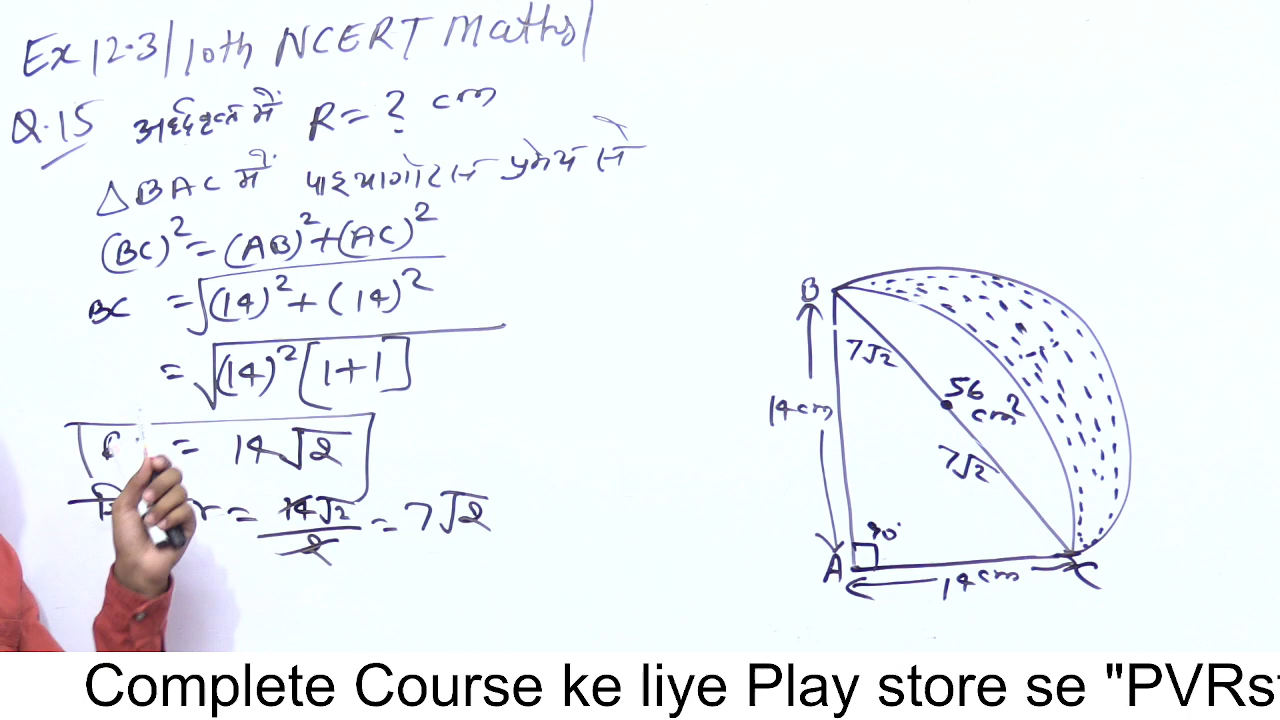 Ex 12.3/10th NCERT Maths/
Q.15 अर्धवृत्त में R = ? cm
△BAC में पाइथागोरस प्रमेय से
(BC)² = (AB)² + (AC)²
BC = √(14)² + (14)²
= √(14)² [1+1]
= 14√2
r = 14√2/2 = 7√2
B
7√2
56 cm²
14 cm
7√2
90°
A
14 cm
C
Complete Course ke liye Play store se "PVRs